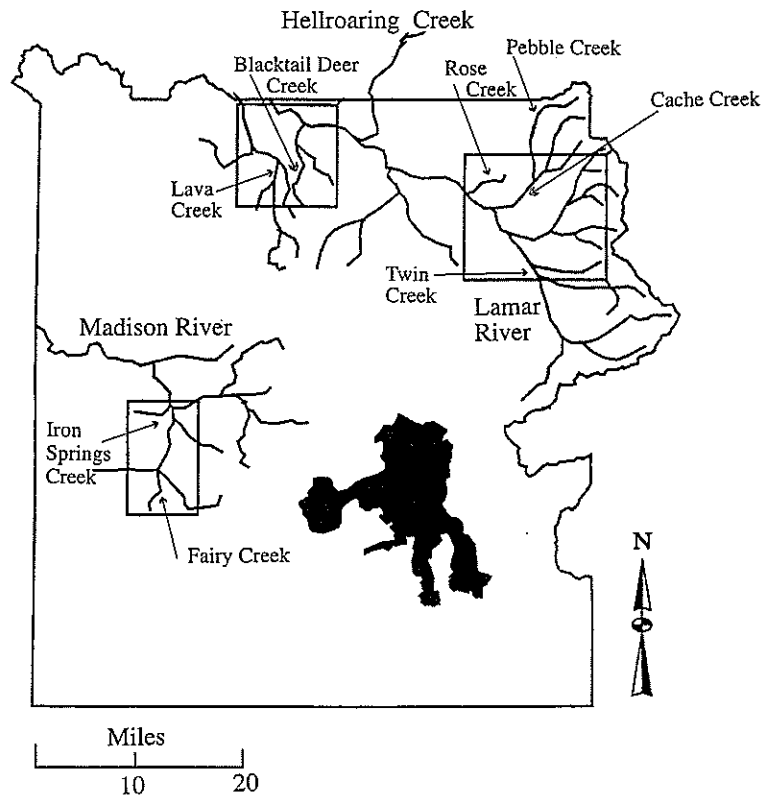 Hellroaring Creek
Pebble Creek
Blacktail Deer
Creek
Rose
Creek
Cache Creek
Lava
Creek
Twin
Creek
Lamar
River
Madison River
Iron
Springs
Creek
Fairy Creek
N
Miles
10
20